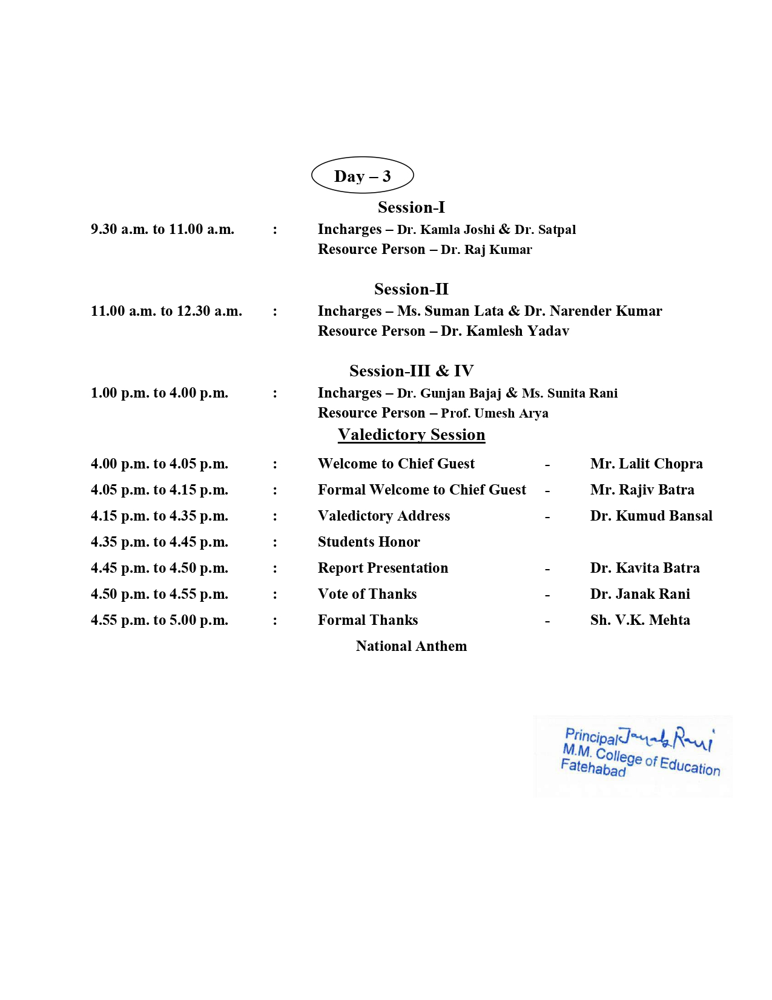 Day – 3
Session-I
9.30 a.m. to 11.00 a.m. : Incharges – Dr. Kamla Joshi & Dr. Satpal
Resource Person – Dr. Raj Kumar
Session-II
11.00 a.m. to 12.30 a.m. : Incharges – Ms. Suman Lata & Dr. Narender Kumar
Resource Person – Dr. Kamlesh Yadav
Session-III & IV
1.00 p.m. to 4.00 p.m. : Incharges – Dr. Gunjan Bajaj & Ms. Sunita Rani
Resource Person – Prof. Umesh Arya
Valedictory Session
4.00 p.m. to 4.05 p.m. : Welcome to Chief Guest - Mr. Lalit Chopra
4.05 p.m. to 4.15 p.m. : Formal Welcome to Chief Guest - Mr. Rajiv Batra
4.15 p.m. to 4.35 p.m. : Valedictory Address - Dr. Kumud Bansal
4.35 p.m. to 4.45 p.m. : Students Honor
4.45 p.m. to 4.50 p.m. : Report Presentation - Dr. Kavita Batra
4.50 p.m. to 4.55 p.m. : Vote of Thanks - Dr. Janak Rani
4.55 p.m. to 5.00 p.m. : Formal Thanks - Sh. V.K. Mehta
National Anthem
Principal Janak Rani
M.M. College of Education
Fatehabad